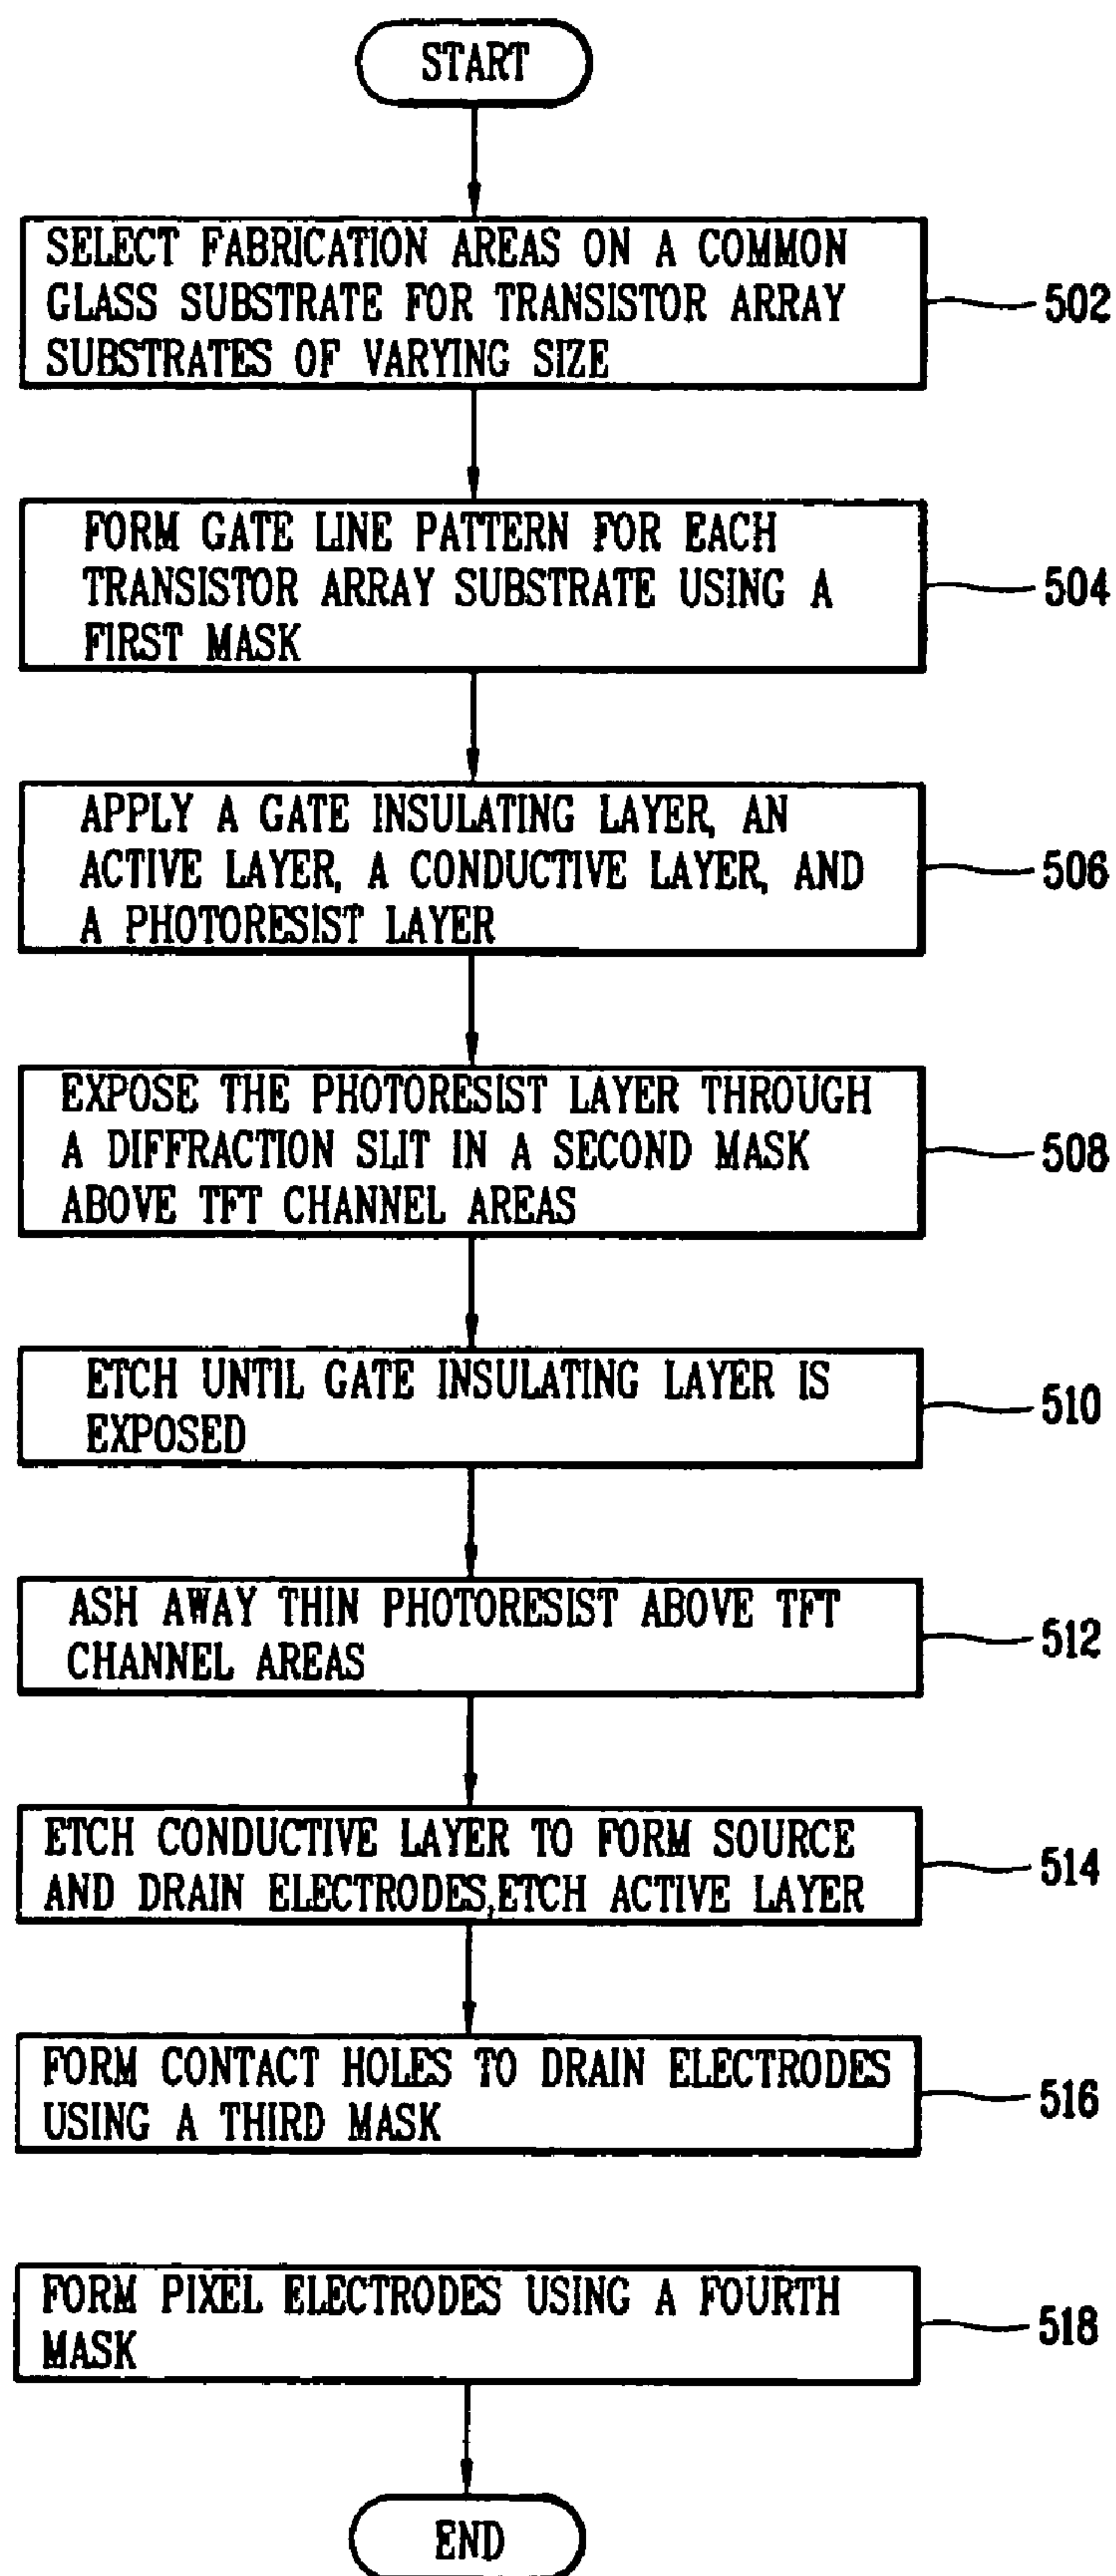 START
SELECT FABRICATION AREAS ON A COMMON
GLASS SUBSTRATE FOR TRANSISTOR ARRAY
SUBSTRATES OF VARYING SIZE
502
FORM GATE LINE PATTERN FOR EACH
TRANSISTOR ARRAY SUBSTRATE USING A
FIRST MASK
504
APPLY A GATE INSULATING LAYER, AN
ACTIVE LAYER, A CONDUCTIVE LAYER, AND
A PHOTORESIST LAYER
506
EXPOSE THE PHOTORESIST LAYER THROUGH
A DIFFRACTION SLIT IN A SECOND MASK
ABOVE TFT CHANNEL AREAS
508
ETCH UNTIL GATE INSULATING LAYER IS
EXPOSED
510
ASH AWAY THIN PHOTORESIST ABOVE TFT
CHANNEL AREAS
512
ETCH CONDUCTIVE LAYER TO FORM SOURCE
AND DRAIN ELECTRODES,ETCH ACTIVE LAYER
514
FORM CONTACT HOLES TO DRAIN ELECTRODES
USING A THIRD MASK
516
FORM PIXEL ELECTRODES USING A FOURTH
MASK
518
END